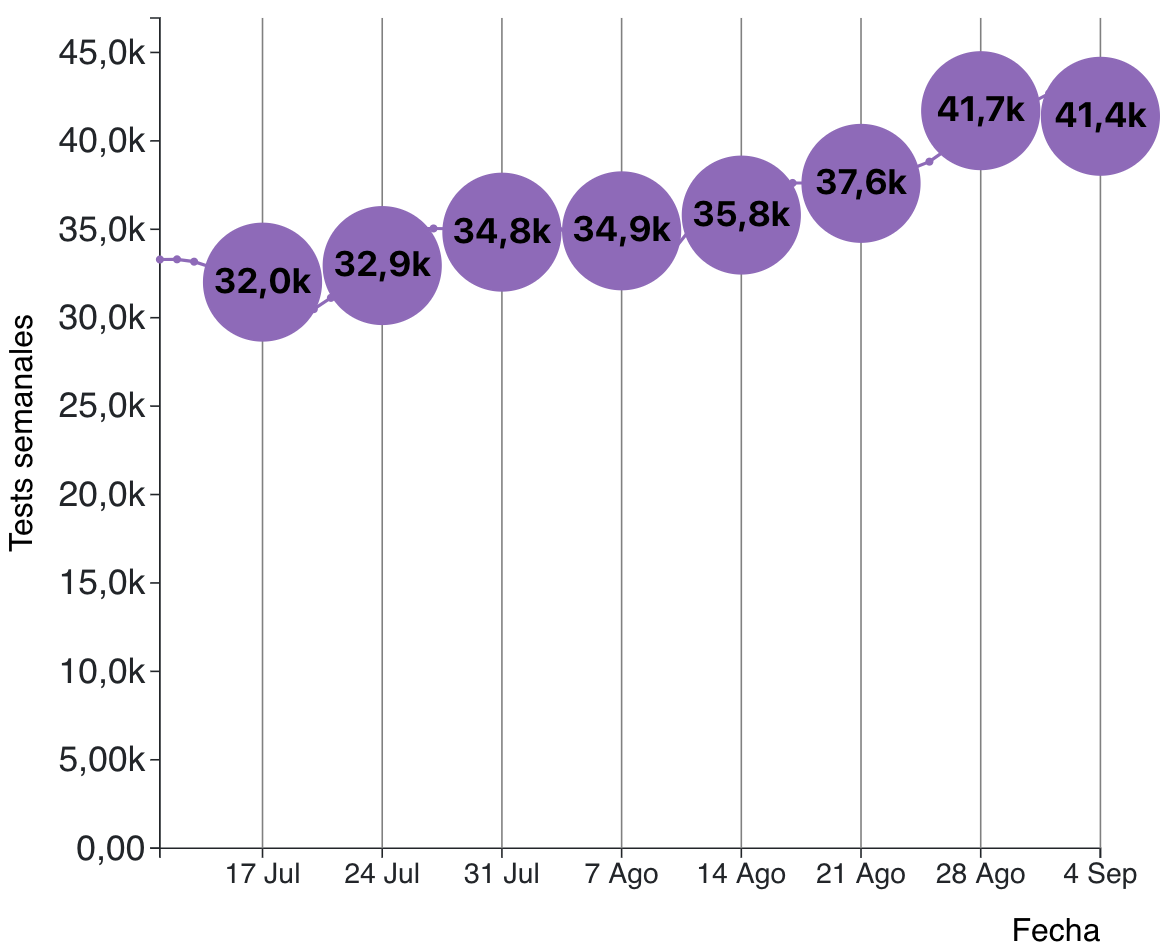 45,0k
40,0k
35,0k
30,0k
25,0k
20,0k
15,0k
10,0k
5,00k
0,00
Tests semanales
32,0k
32,9k
34,8k
34,9k
35,8k
37,6k
41,7k
41,4k
17 Jul
24 Jul
31 Jul
7 Ago
14 Ago
21 Ago
28 Ago
4 Sep
Fecha